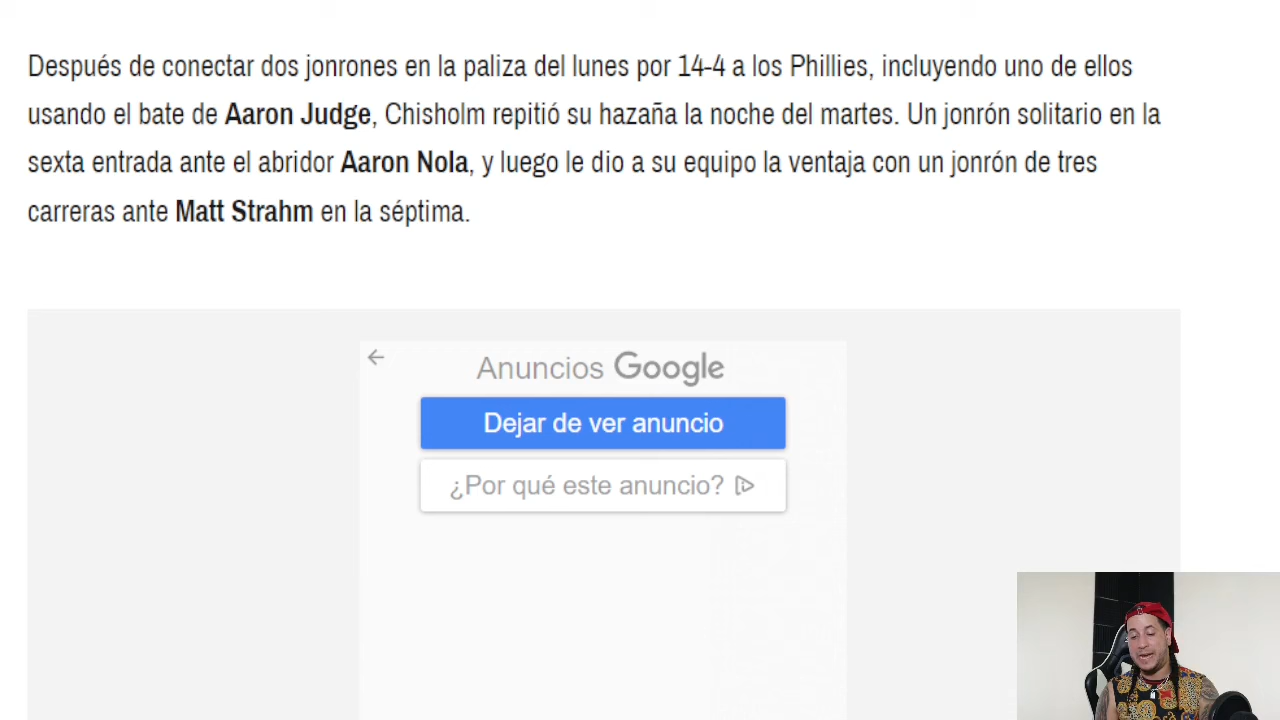 Después de conectar dos jonrones en la paliza del lunes por 14-4 a los Phillies, incluyendo uno de ellos
usando el bate de Aaron Judge, Chisholm repitió su hazaña la noche del martes. Un jonrón solitario en la
sexta entrada ante el abridor Aaron Nola, y luego le dio a su equipo la ventaja con un jonrón de tres
carreras ante Matt Strahm en la séptima.
Anuncios Google
Dejar de ver anuncio
¿Por qué este anuncio?